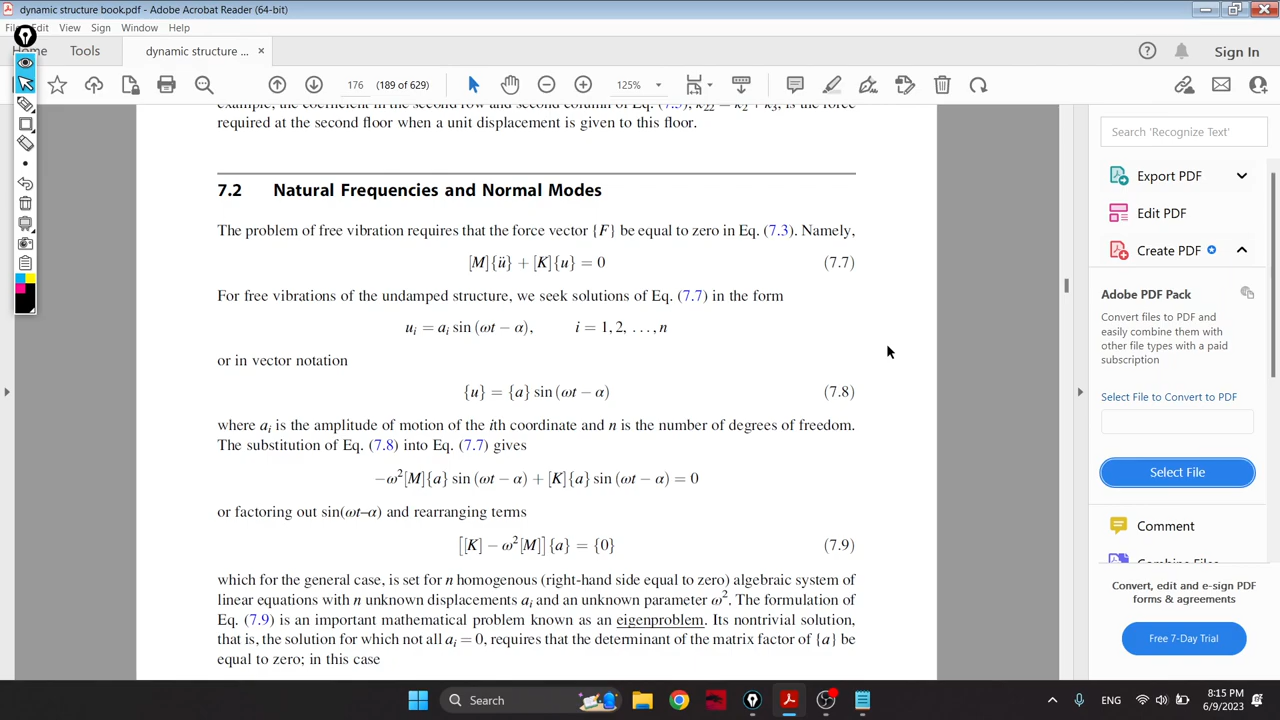 dynamic structure book.pdf - Adobe Acrobat Reader (64-bit)
Edit View Sign Window Help
Home Tools dynamic structure ... × Sign In
176 (189 of 629) 125%
required at the second floor when a unit displacement is given to this floor.
7.2 Natural Frequencies and Normal Modes
The problem of free vibration requires that the force vector {F} be equal to zero in Eq. (7.3). Namely,
[M]{ü} + [K]{u} = 0 (7.7)
For free vibrations of the undamped structure, we seek solutions of Eq. (7.7) in the form
uᵢ = aᵢ sin (ωt − α), i = 1, 2, ..., n
or in vector notation
{u} = {a} sin (ωt − α) (7.8)
where aᵢ is the amplitude of motion of the ith coordinate and n is the number of degrees of freedom.
The substitution of Eq. (7.8) into Eq. (7.7) gives
−ω²[M]{a} sin (ωt − α) + [K]{a} sin (ωt − α) = 0
or factoring out sin(ωt–α) and rearranging terms
[[K] − ω²[M]]{a} = {0} (7.9)
which for the general case, is set for n homogenous (right-hand side equal to zero) algebraic system of
linear equations with n unknown displacements aᵢ and an unknown parameter ω². The formulation of
Eq. (7.9) is an important mathematical problem known as an eigenproblem. Its nontrivial solution,
that is, the solution for which not all aᵢ = 0, requires that the determinant of the matrix factor of {a} be
equal to zero; in this case
Search 'Recognize Text'
Export PDF
Edit PDF
Create PDF
Adobe PDF Pack
Convert files to PDF and
easily combine them with
other file types with a paid
subscription
Select File to Convert to PDF
Select File
Comment
Convert, edit and e-sign PDF
forms & agreements
Free 7-Day Trial
Search
ENG
8:15 PM
6/9/2023